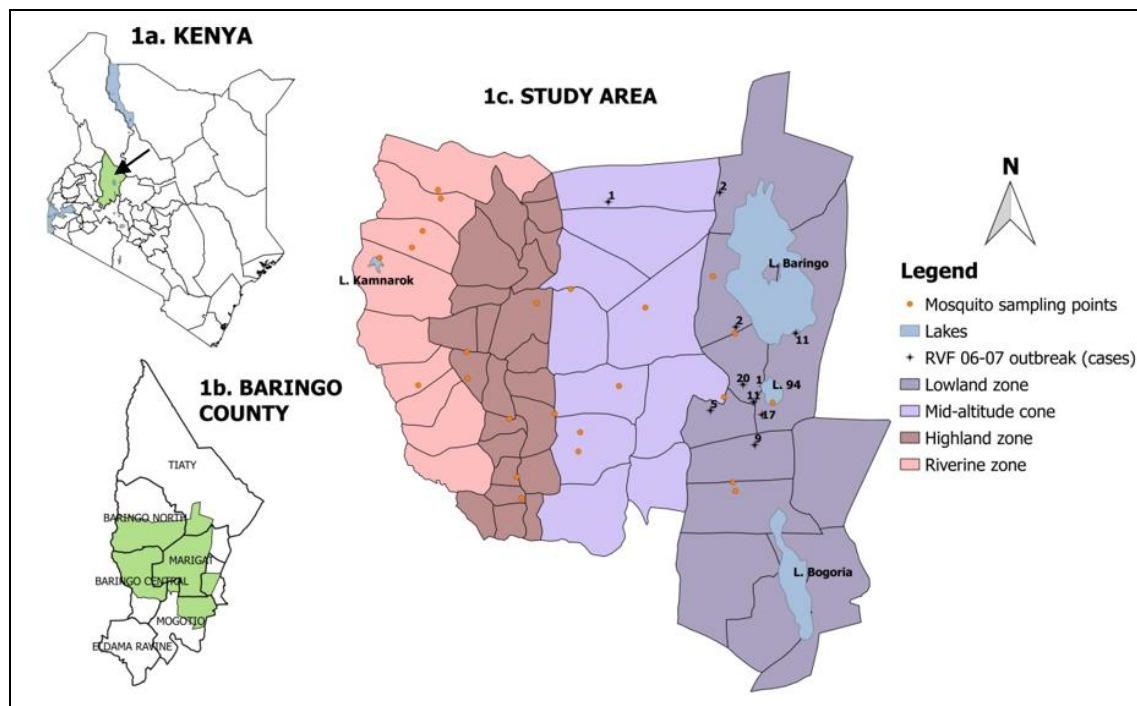 1a. KENYA
1c. STUDY AREA
N
1
2
L. Baringo
L. Kamnarok
2
11
20
1
L. 94
11
5
17
9
L. Bogoria
Legend
Mosquito sampling points
Lakes
RVF 06-07 outbreak (cases)
Lowland zone
Mid-altitude cone
Highland zone
Riverine zone
1b. BARINGO
COUNTY
TIATY
BARINGO NORTH
MARIGAT
BARINGO CENTRAL
MOGOTIO
ELDAMA RAVINE